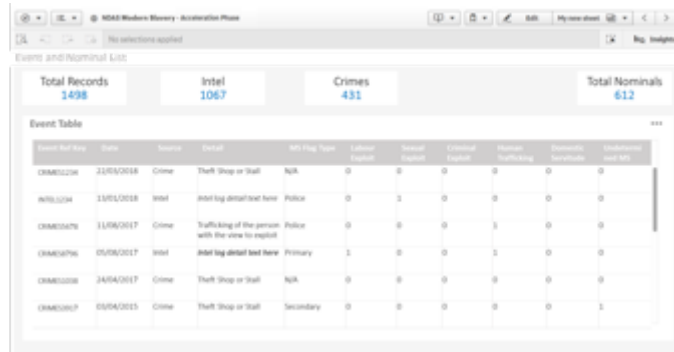 NDAS Modern Slavery - Acceleration Phase
Edit
My new sheet
No selections applied
Insights
Event and Nominal List
Total Records
1498
Intel
1067
Crimes
431
Total Nominals
612
Event Table
Event Ref Key Date Source Detail MS Flag Type Labour Exploit Sexual Exploit Criminal Exploit Human Trafficking Domestic Servitude
22/03/2018 Crime Theft Shop or Stall N/A 0 0 0 0 0 0
INTEL1234 13/01/2018 Intel Intel log detail text here Police 0 1 0 0 0 0
11/08/2017 Crime Trafficking of the person with the view to exploit Police 0 0 0 1 0 0
05/08/2017 Intel Intel log detail text here Primary 1 0 0 1 0 0
24/04/2017 Crime Theft Shop or Stall N/A 0 0 0 0 0 0
03/04/2015 Crime Theft Shop or Stall Secondary 0 0 0 0 0 1